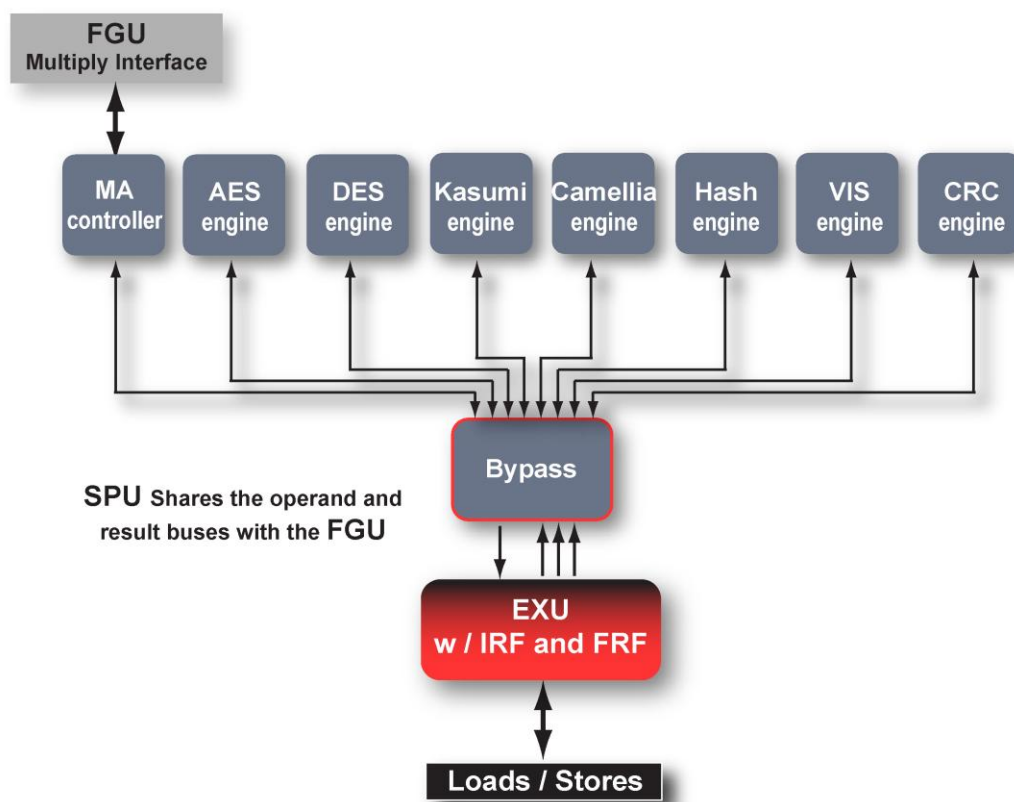 FGU
Multiply Interface
MA
controller
AES
engine
DES
engine
Kasumi
engine
Camellia
engine
Hash
engine
VIS
engine
CRC
engine
Bypass
SPU Shares the operand and
result buses with the FGU
EXU
w / IRF and FRF
Loads / Stores